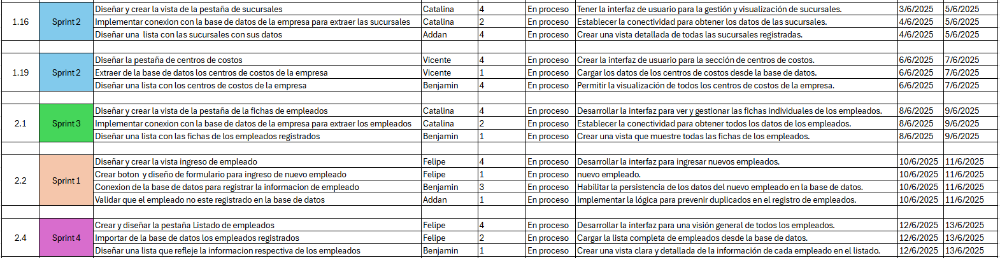 Diseñar y crear la vista de la pestaña de sucursales Catalina 4 En proceso Tener la interfaz de usuario para la gestión y visualización de sucursales. 3/6/2025 5/6/2025
1.16 Sprint 2 Implementar conexion con la base de datos de la empresa para extraer las sucursales Catalina 2 En proceso Establecer la conectividad para obtener los datos de las sucursales. 4/6/2025 5/6/2025
Diseñar una  lista con las sucursales con sus datos Addan 4 En proceso Crear una vista detallada de todas las sucursales registradas. 4/6/2025 5/6/2025
Diseñar la pestaña de centros de costos Vicente 4 En proceso Crear la interfaz de usuario para la sección de centros de costos. 6/6/2025 7/6/2025
1.19 Sprint 2 Extraer de la base de datos los centros de costos de la empresa Vicente 1 En proceso Cargar los datos de los centros de costos desde la base de datos. 6/6/2025 7/6/2025
Diseñar una lista con los centros de costos de la empresa Benjamin 4 En proceso Permitir la visualización de todos los centros de costos de la empresa. 6/6/2025 7/6/2025
Diseñar y crear la vista de la pestaña de la fichas de empleados Catalina 4 En proceso Desarrollar la interfaz para ver y gestionar las fichas individuales de los empleados. 8/6/2025 9/6/2025
2.1 Sprint 3 Implementar conexion con la base de datos de la empresa para extraer los empleados Catalina 2 En proceso Establecer la conectividad para obtener todos los datos de los empleados. 8/6/2025 9/6/2025
Diseñar una lista con las fichas de los empleados registrados Benjamin 1 En proceso Crear una vista que muestre todas las fichas de los empleados. 8/6/2025 9/6/2025
Diseñar y crear la vista ingreso de empleado Felipe 4 En proceso Desarrollar la interfaz para ingresar nuevos empleados. 10/6/2025 11/6/2025
Crear boton  y diseño de formulario para ingreso de nuevo empleado Felipe 1 En proceso nuevo empleado. 10/6/2025 11/6/2025
2.2 Sprint 1
Conexion de la base de datos para registrar la informacion de empleado Benjamin 3 En proceso Habilitar la persistencia de los datos del nuevo empleado en la base de datos. 10/6/2025 11/6/2025
Validar que el empleado no este registrado en la base de datos Addan 1 En proceso Implementar la lógica para prevenir duplicados en el registro de empleados. 10/6/2025 11/6/2025
Crear y diseñar la pestaña Listado de empleados Felipe 4 En proceso Desarrollar la interfaz para una visión general de todos los empleados. 12/6/2025 13/6/2025
2.4 Sprint 4 Importar de la base de datos los empleados registrados Felipe 2 En proceso Cargar la lista completa de empleados desde la base de datos. 12/6/2025 13/6/2025
Diseñar una lista que refleje la informacion respectiva de los empleados Benjamin 1 En proceso Crear una vista clara y detallada de la información de cada empleado en el listado. 12/6/2025 13/6/2025